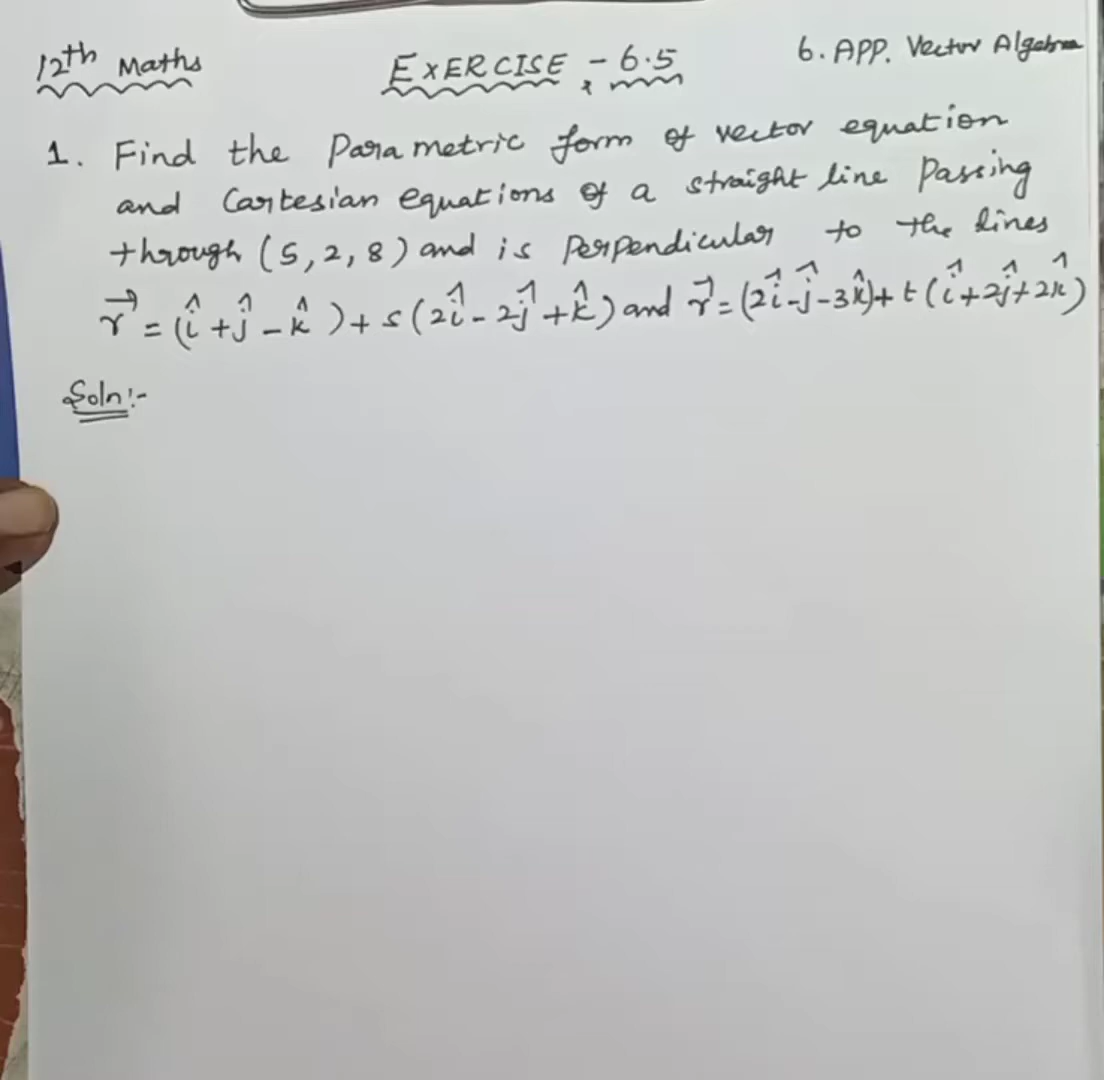 12th Maths EXERCISE - 6.5 6. APP. Vector Algebra
1. Find the Parametric form of vector equation
and Cartesian equations of a straight line Passing
through (5, 2, 8) and is Perpendicular to the lines
r⃗ = (î + ĵ - k̂) + s(2î - 2ĵ + k̂) and r⃗ = (2î - ĵ - 3k̂) + t(î + 2ĵ + 2k̂)
Soln:-